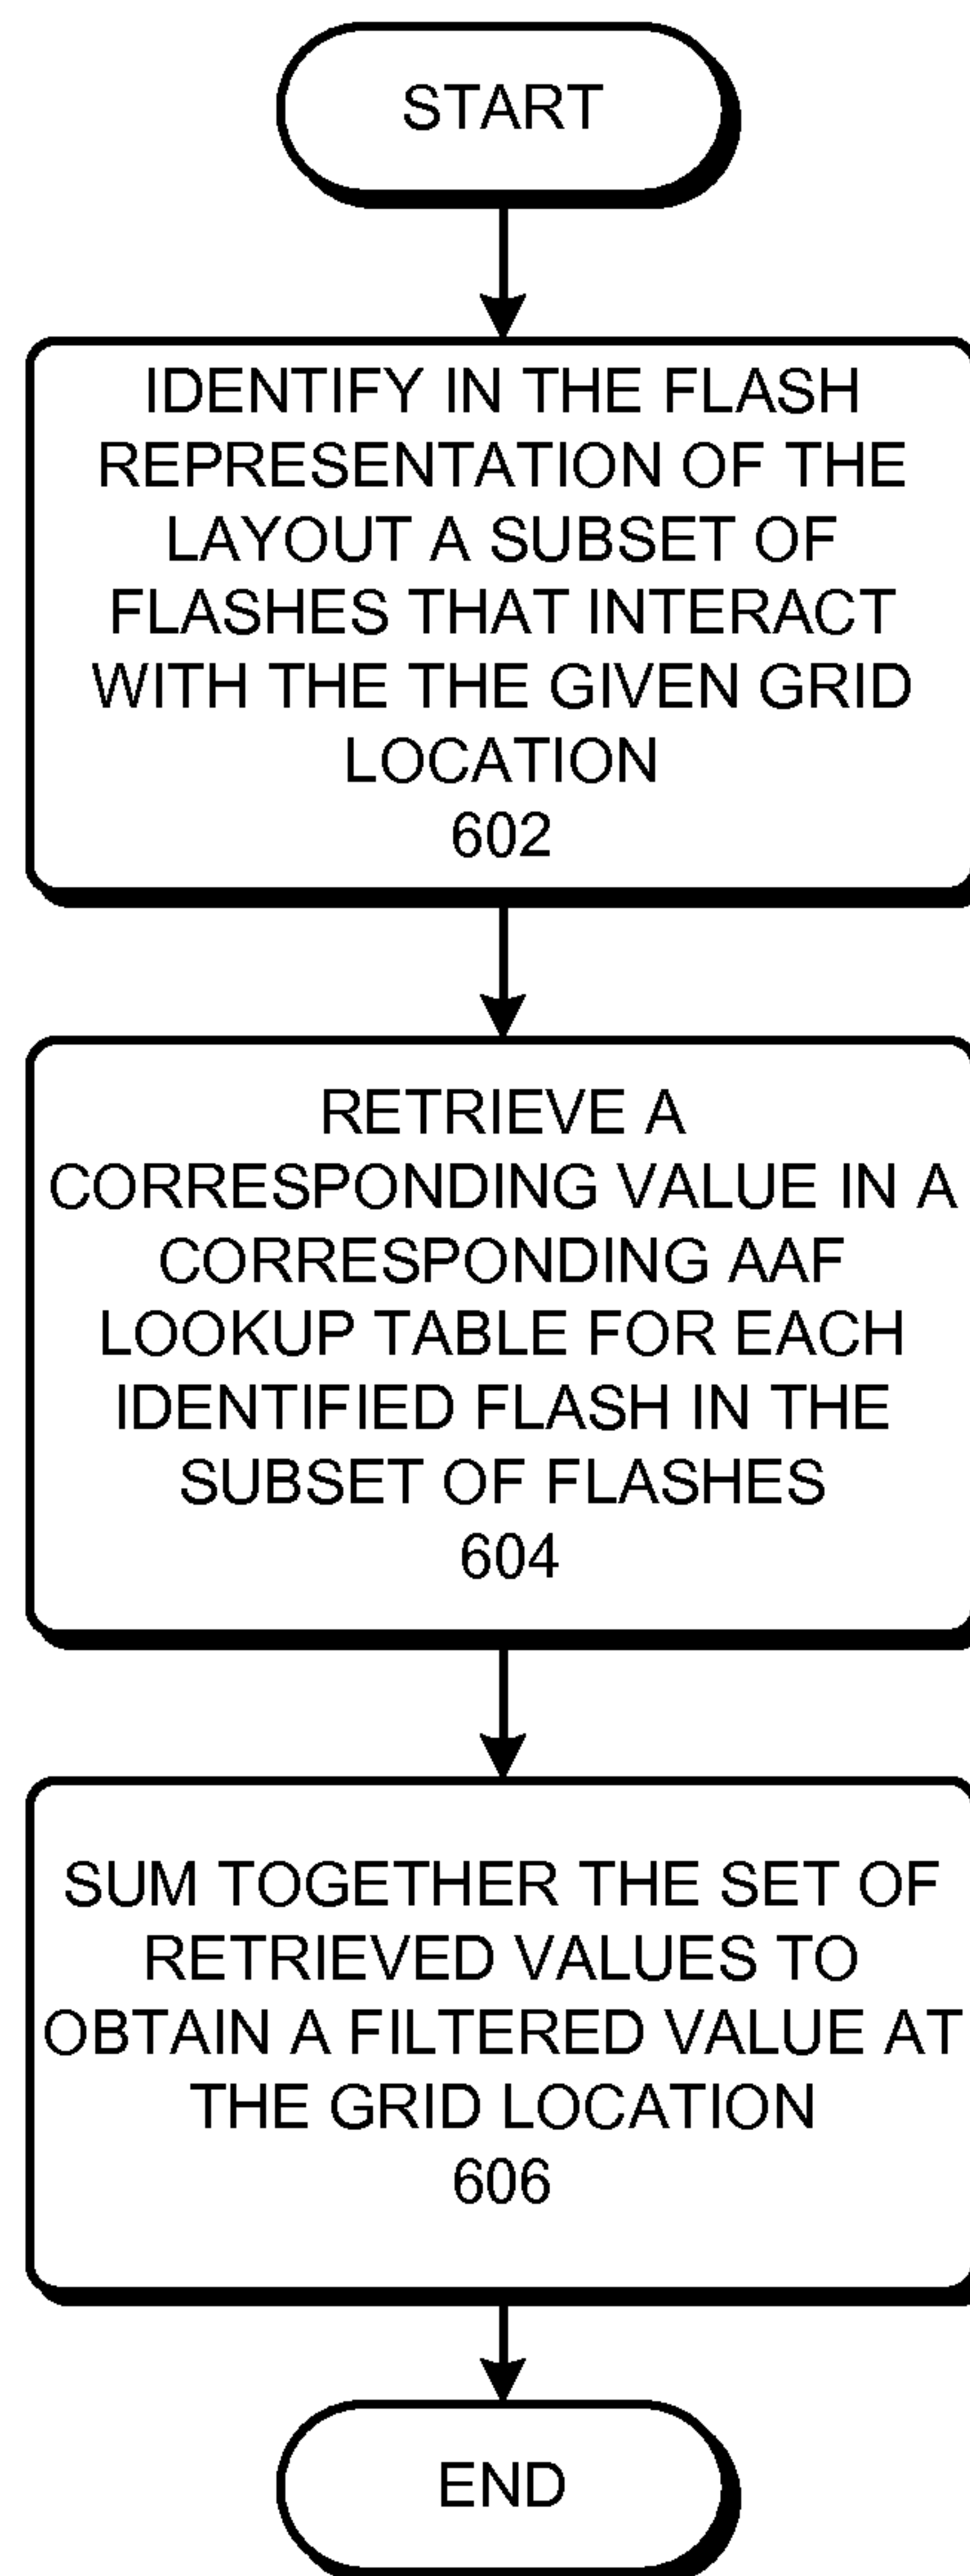 START
IDENTIFY IN THE FLASH
REPRESENTATION OF THE
LAYOUT A SUBSET OF
FLASHES THAT INTERACT
WITH THE THE GIVEN GRID
LOCATION
602
RETRIEVE A
CORRESPONDING VALUE IN A
CORRESPONDING AAF
LOOKUP TABLE FOR EACH
IDENTIFIED FLASH IN THE
SUBSET OF FLASHES
604
SUM TOGETHER THE SET OF
RETRIEVED VALUES TO
OBTAIN A FILTERED VALUE AT
THE GRID LOCATION
606
END